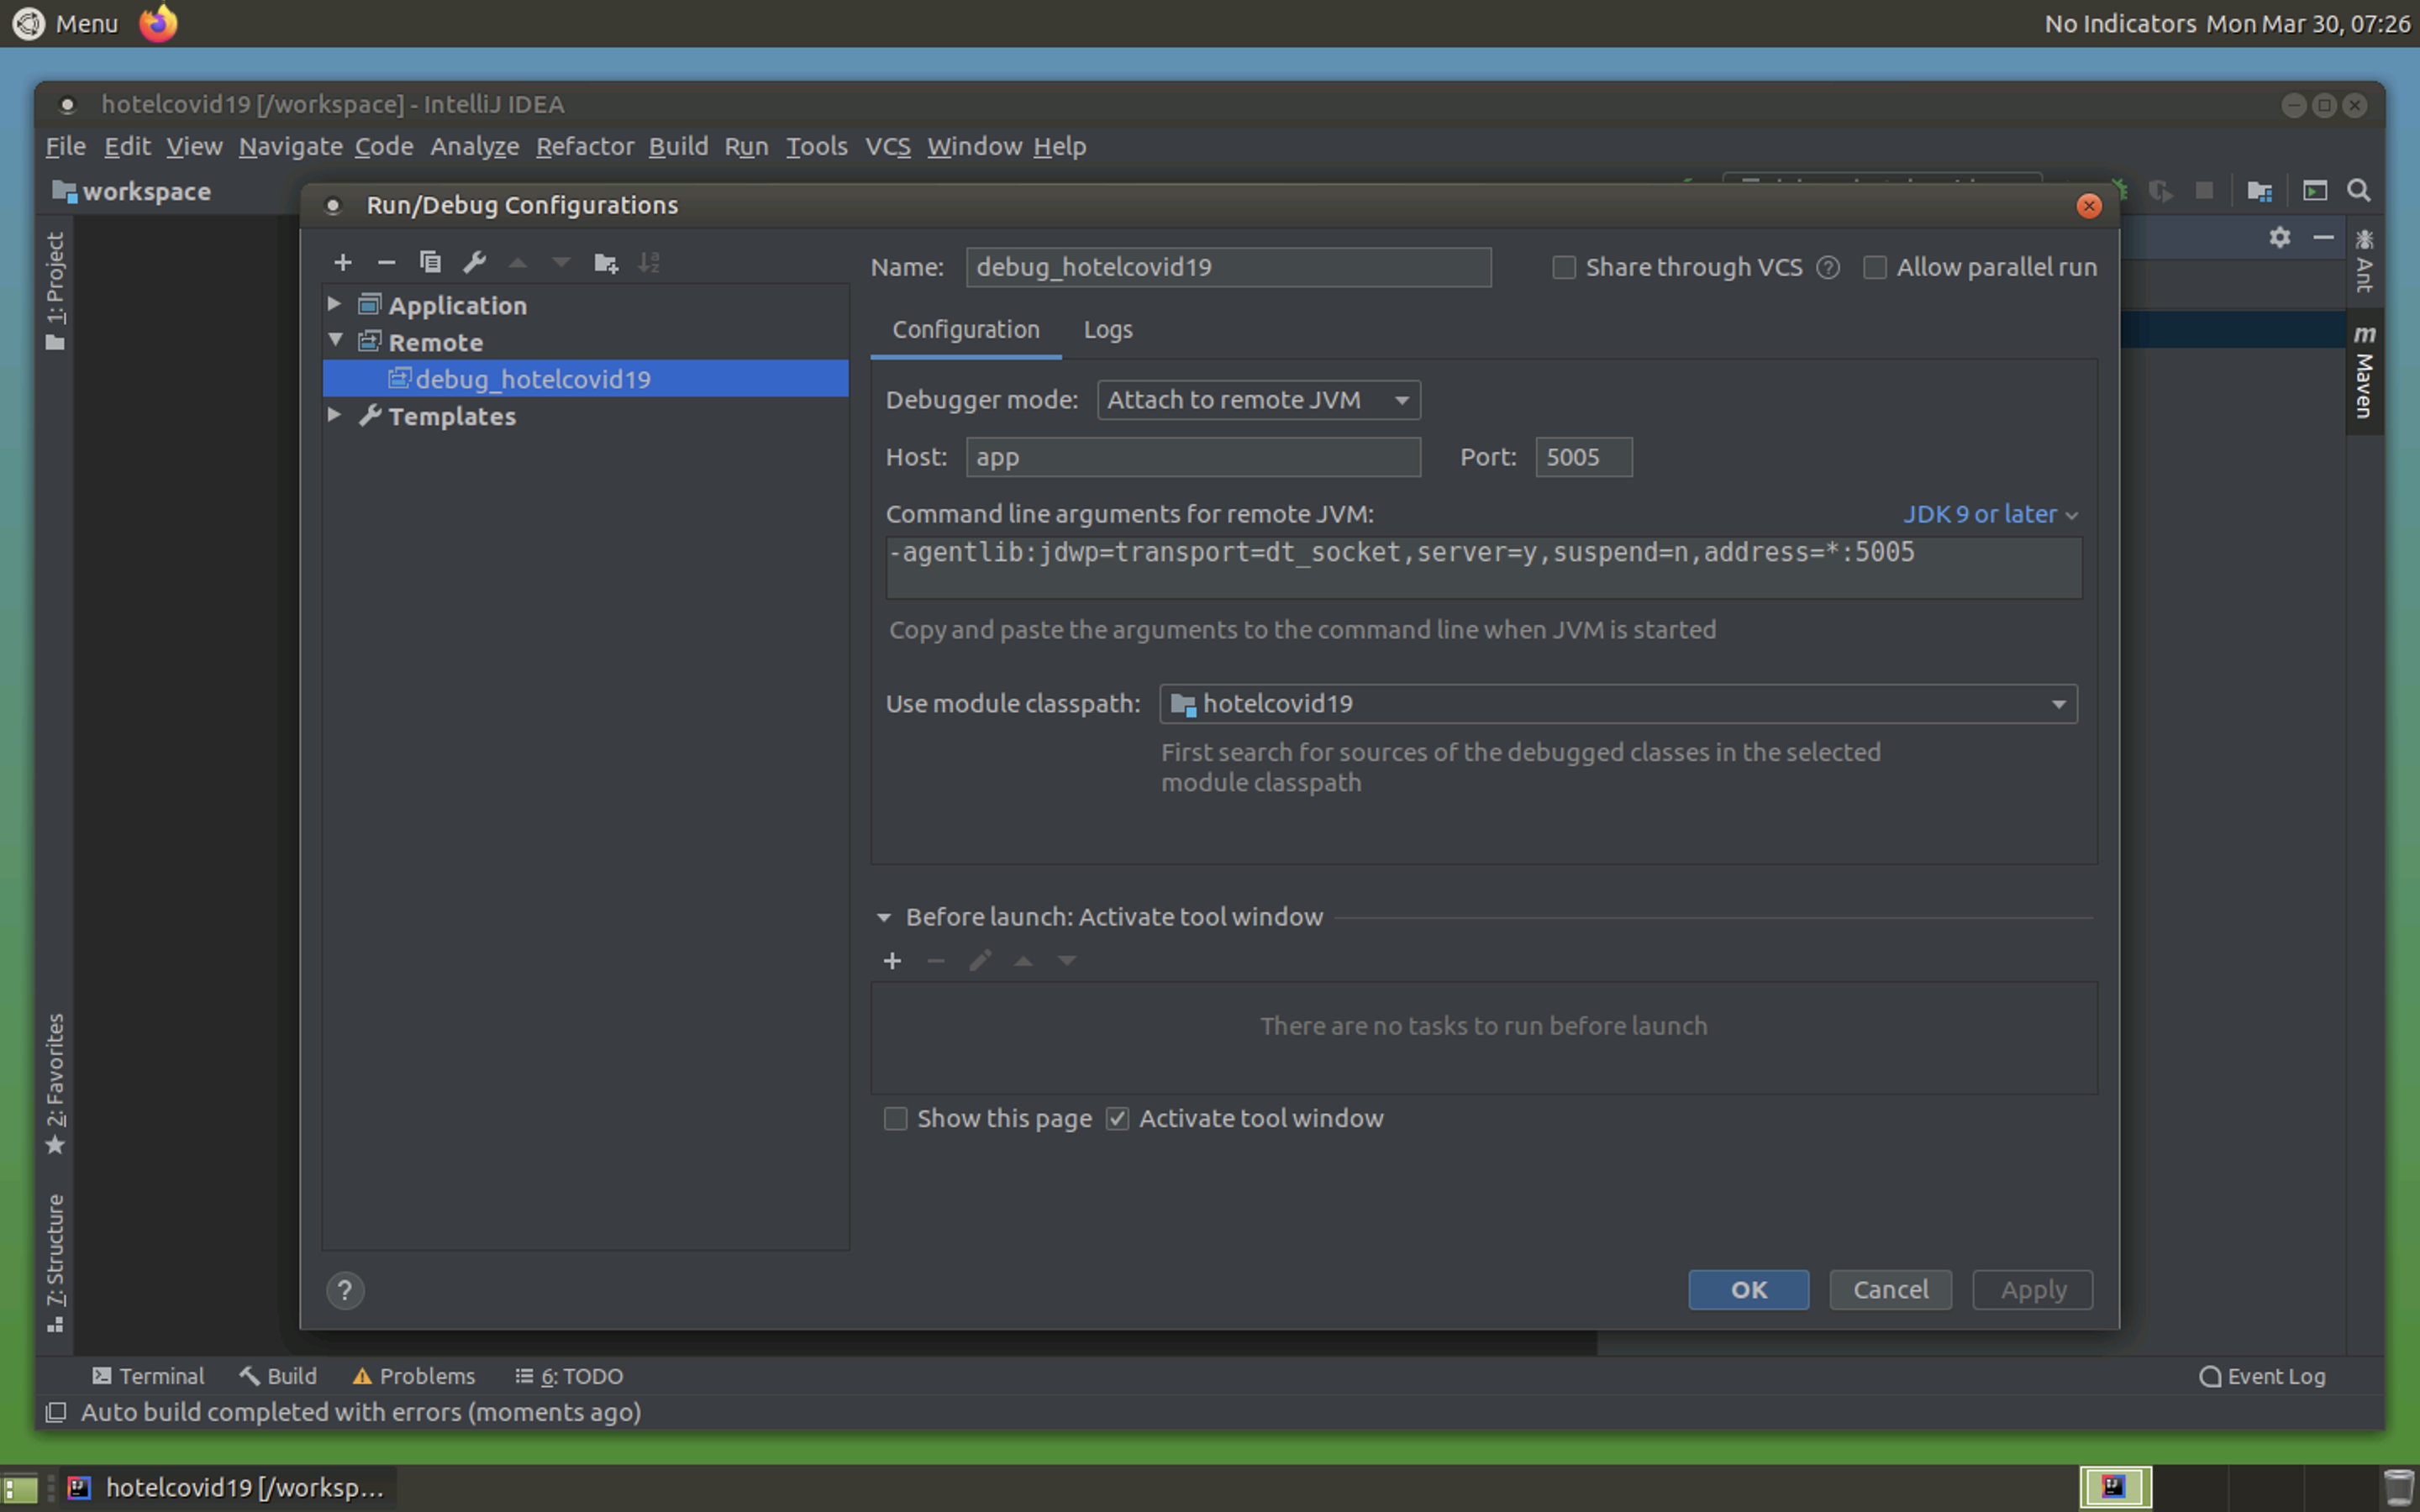 Menu
No Indicators Mon Mar 30, 07:26
hotelcovid19 [/workspace] - IntelliJ IDEA
File Edit View Navigate Code Analyze Refactor Build Run Tools VCS Window Help
workspace
Run/Debug Configurations
1: Project
2: Favorites
7: Structure
Application
Remote
debug_hotelcovid19
Templates
Name: debug_hotelcovid19
Share through VCS ? Allow parallel run
Configuration Logs
Debugger mode: Attach to remote JVM
Host: app Port: 5005
Command line arguments for remote JVM: JDK 9 or later
-agentlib:jdwp=transport=dt_socket,server=y,suspend=n,address=*:5005
Copy and paste the arguments to the command line when JVM is started
Use module classpath: hotelcovid19
First search for sources of the debugged classes in the selected
module classpath
Before launch: Activate tool window
There are no tasks to run before launch
Show this page Activate tool window
? OK Cancel Apply
Ant
m Maven
Terminal Build Problems 6: TODO Event Log
Auto build completed with errors (moments ago)
hotelcovid19 [/worksp...